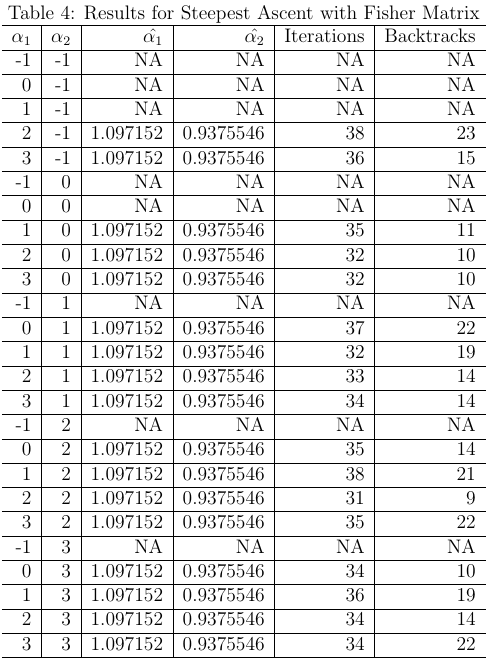 Table 4: Results for Steepest Ascent with Fisher Matrix
α₁ α₂ α̂₁ α̂₂ Iterations Backtracks
-1 -1 NA NA NA NA
0 -1 NA NA NA NA
1 -1 NA NA NA NA
2 -1 1.097152 0.9375546 38 23
3 -1 1.097152 0.9375546 36 15
-1 0 NA NA NA NA
0 0 NA NA NA NA
1 0 1.097152 0.9375546 35 11
2 0 1.097152 0.9375546 32 10
3 0 1.097152 0.9375546 32 10
-1 1 NA NA NA NA
0 1 1.097152 0.9375546 37 22
1 1 1.097152 0.9375546 32 19
2 1 1.097152 0.9375546 33 14
3 1 1.097152 0.9375546 34 14
-1 2 NA NA NA NA
0 2 1.097152 0.9375546 35 14
1 2 1.097152 0.9375546 38 21
2 2 1.097152 0.9375546 31 9
3 2 1.097152 0.9375546 35 22
-1 3 NA NA NA NA
0 3 1.097152 0.9375546 34 10
1 3 1.097152 0.9375546 36 19
2 3 1.097152 0.9375546 34 14
3 3 1.097152 0.9375546 34 22